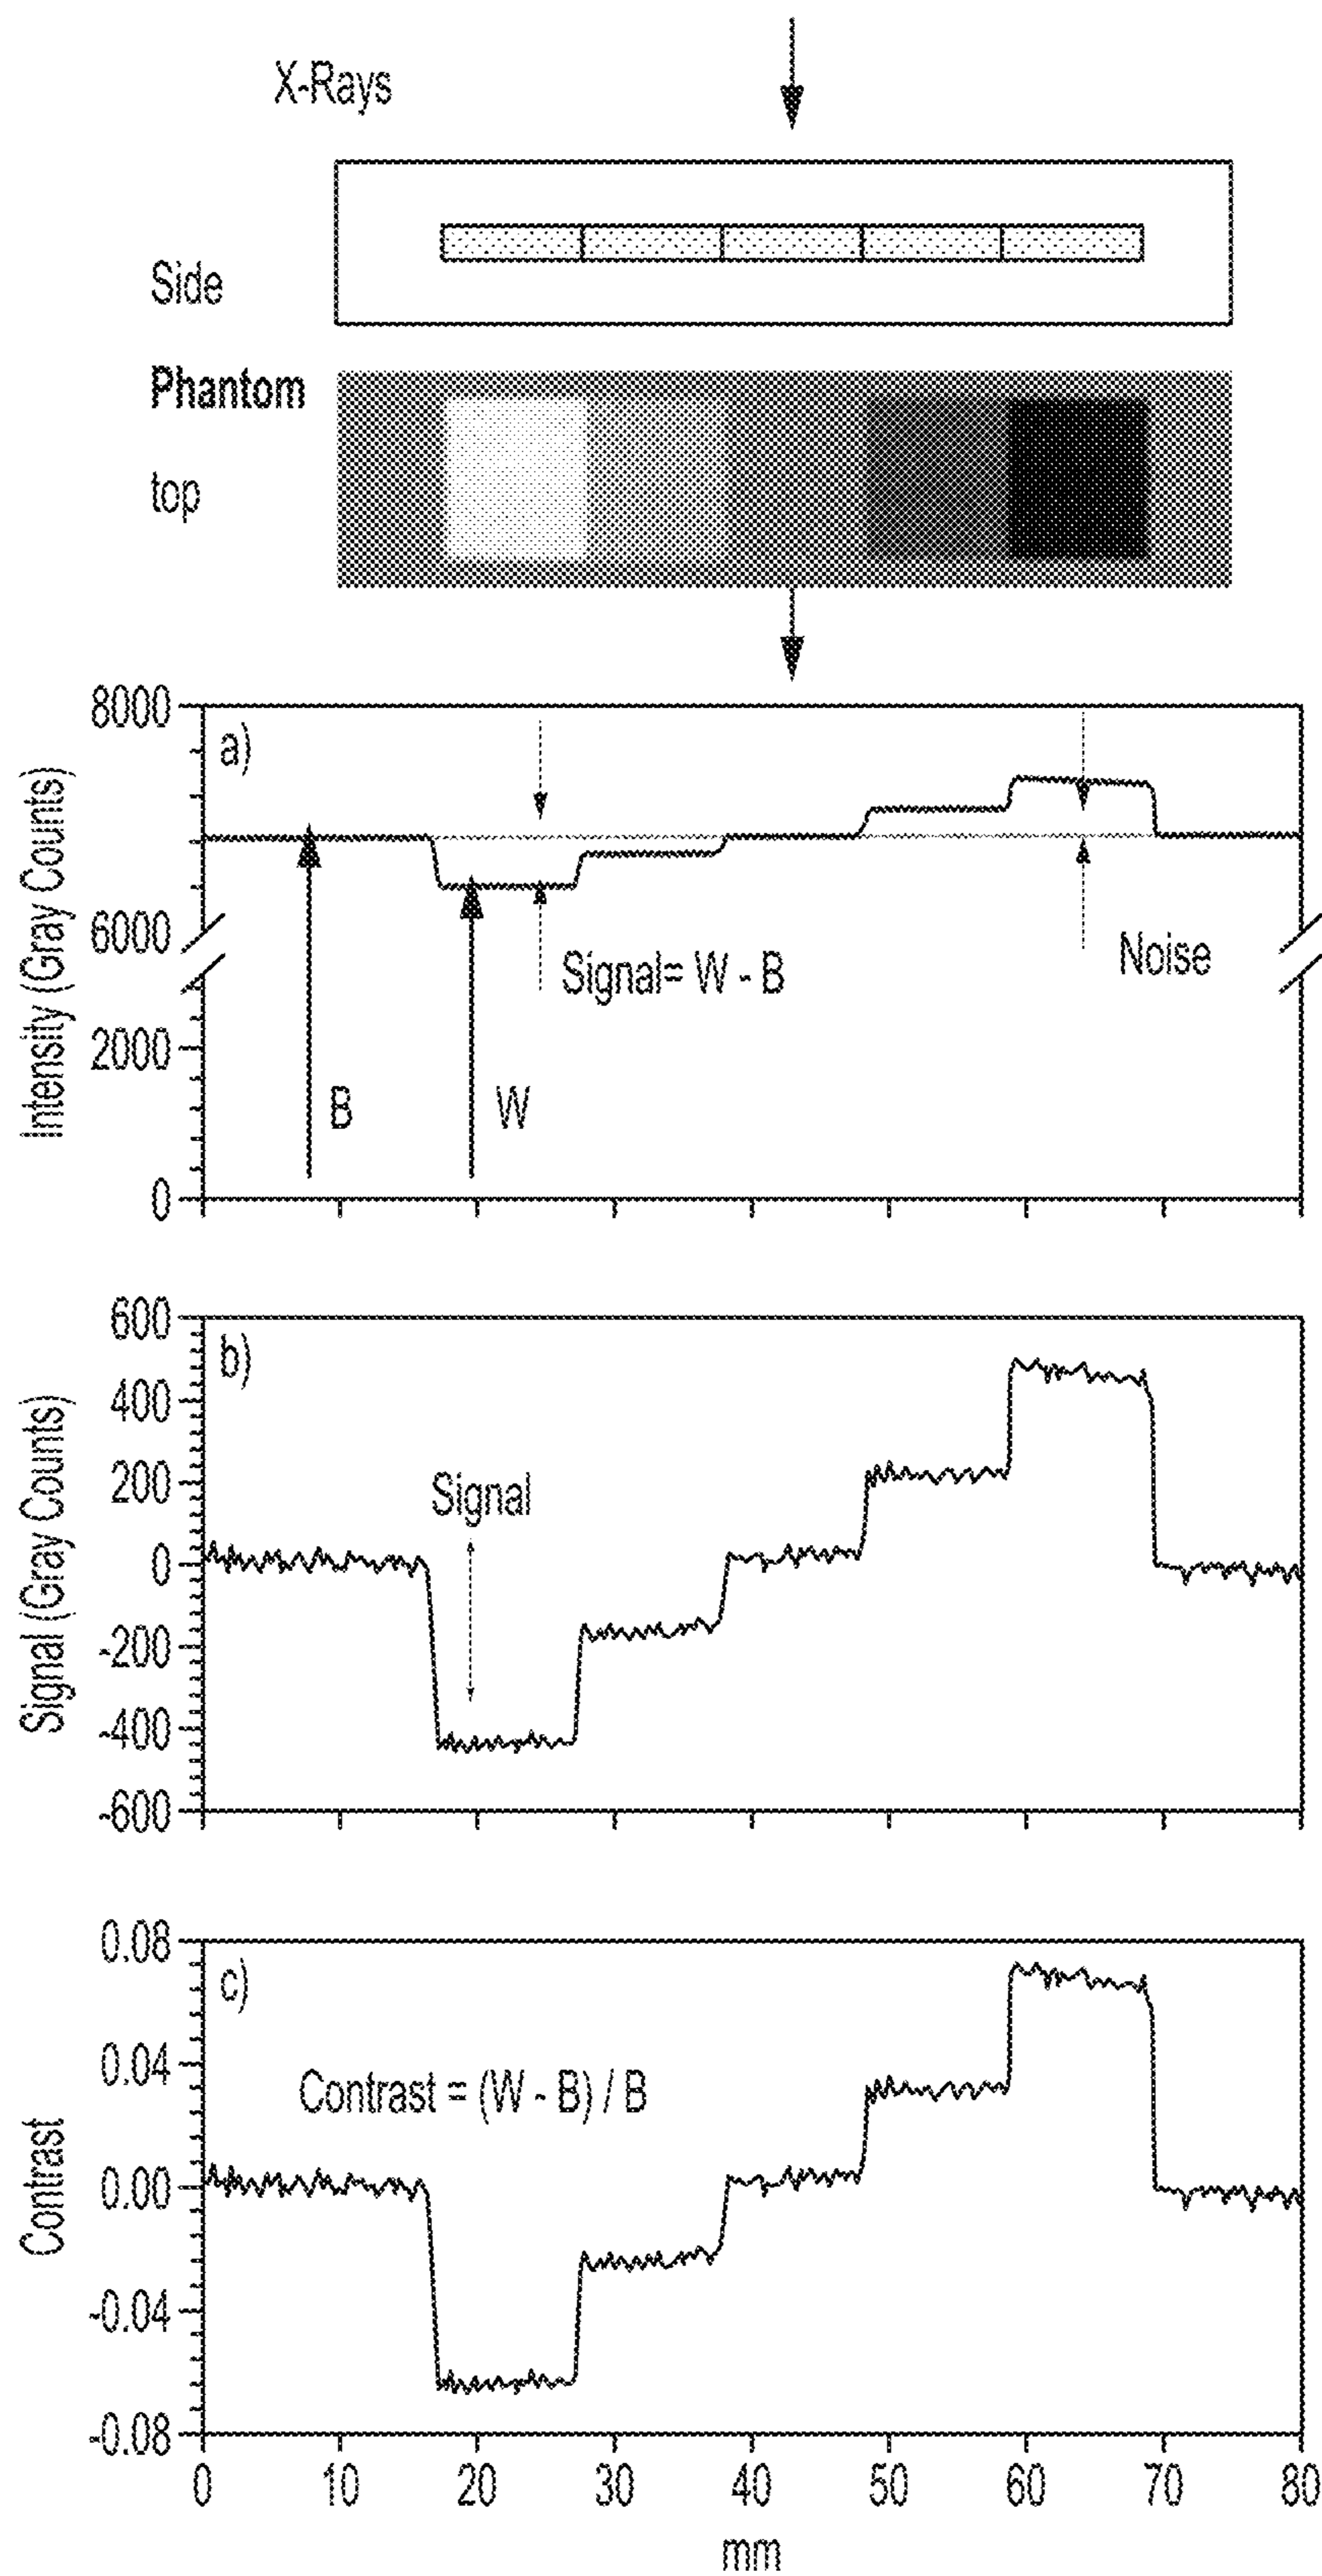 X-Rays
Side
Phantom
top
8000
a)
6000
Signal= W - B
Noise
2000
B
W
0
Intensity (Gray Counts)
600
b)
400
200
Signal
0
-200
-400
-600
Signal (Gray Counts)
0.08
c)
0.04
Contrast = (W - B) / B
0.00
-0.04
-0.08
Contrast
0 10 20 30 40 50 60 70 80
mm